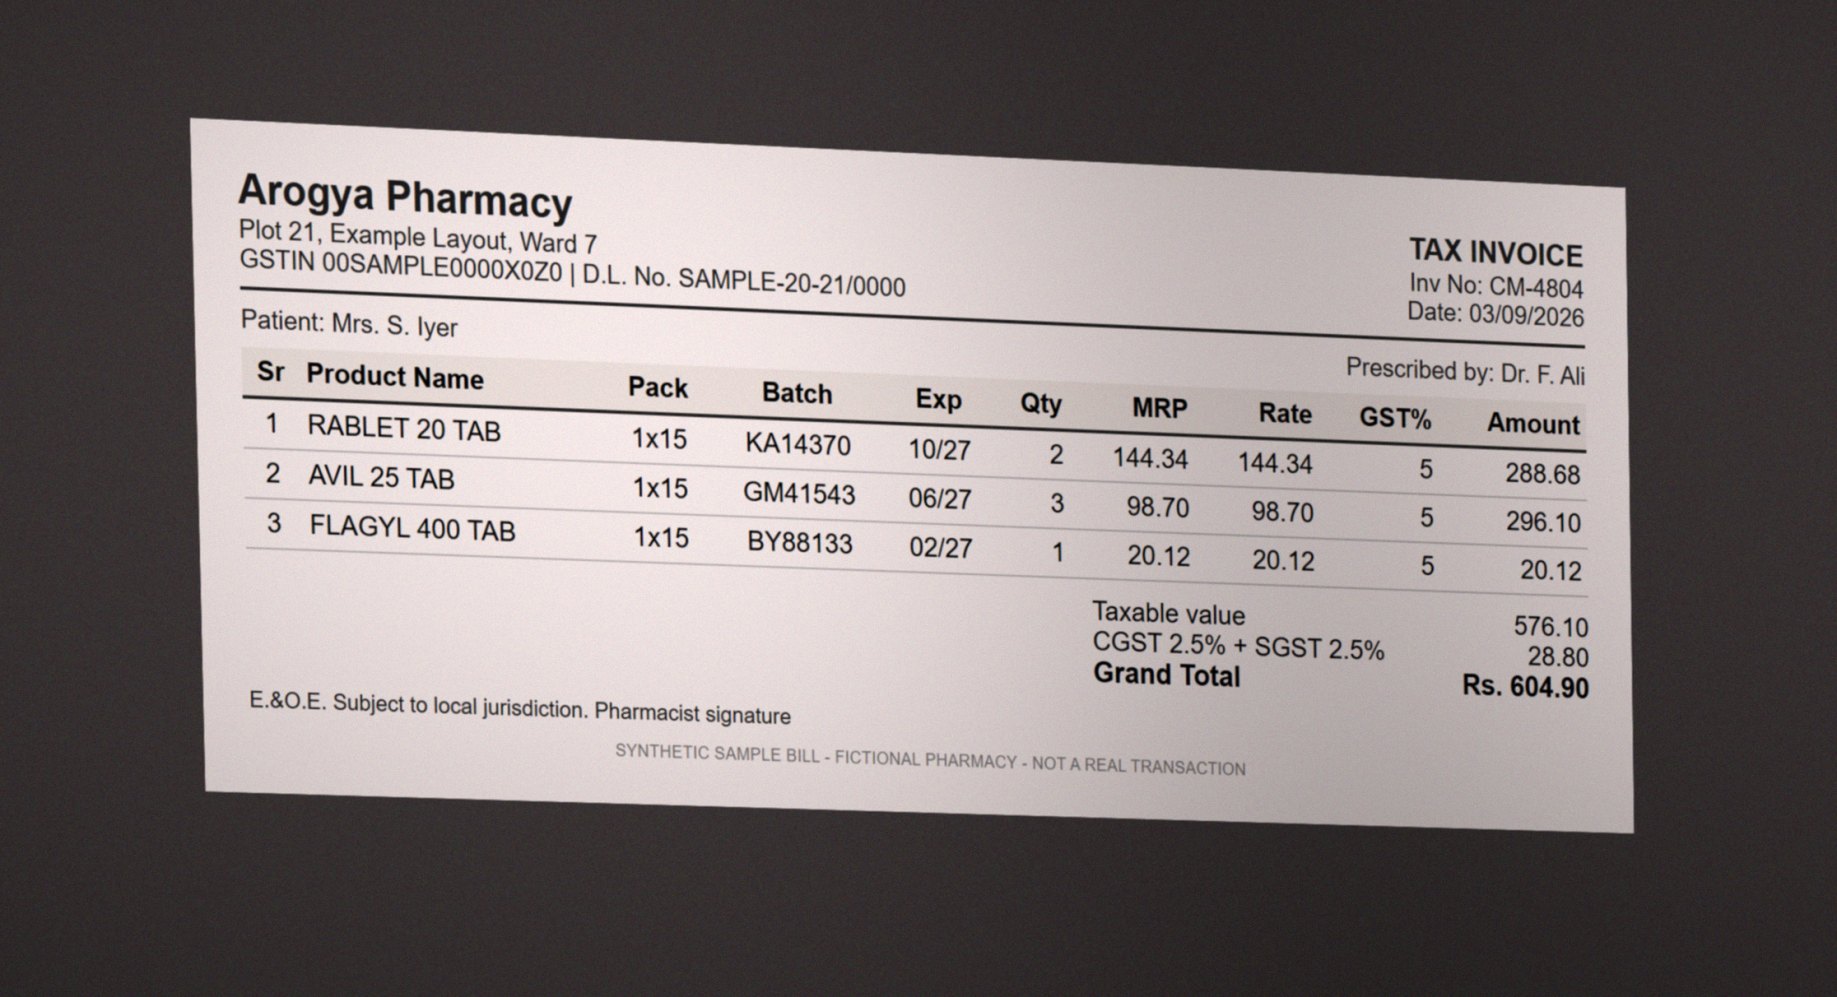 Arogya Pharmacy
Plot 21, Example Layout, Ward 7
GSTIN 00SAMPLE0000X0Z0 | D.L. No. SAMPLE-20-21/0000
TAX INVOICE
Inv No: CM-4804
Date: 03/09/2026
Patient: Mrs. S. Iyer
Prescribed by: Dr. F. Ali
Sr Product Name Pack Batch Exp Qty MRP Rate GST% Amount
1 RABLET 20 TAB 1x15 KA14370 10/27 2 144.34 144.34 5 288.68
2 AVIL 25 TAB 1x15 GM41543 06/27 3 98.70 98.70 5 296.10
3 FLAGYL 400 TAB 1x15 BY88133 02/27 1 20.12 20.12 5 20.12
Taxable value 576.10
CGST 2.5% + SGST 2.5% 28.80
Grand Total Rs. 604.90
E.&O.E. Subject to local jurisdiction. Pharmacist signature
SYNTHETIC SAMPLE BILL - FICTIONAL PHARMACY - NOT A REAL TRANSACTION